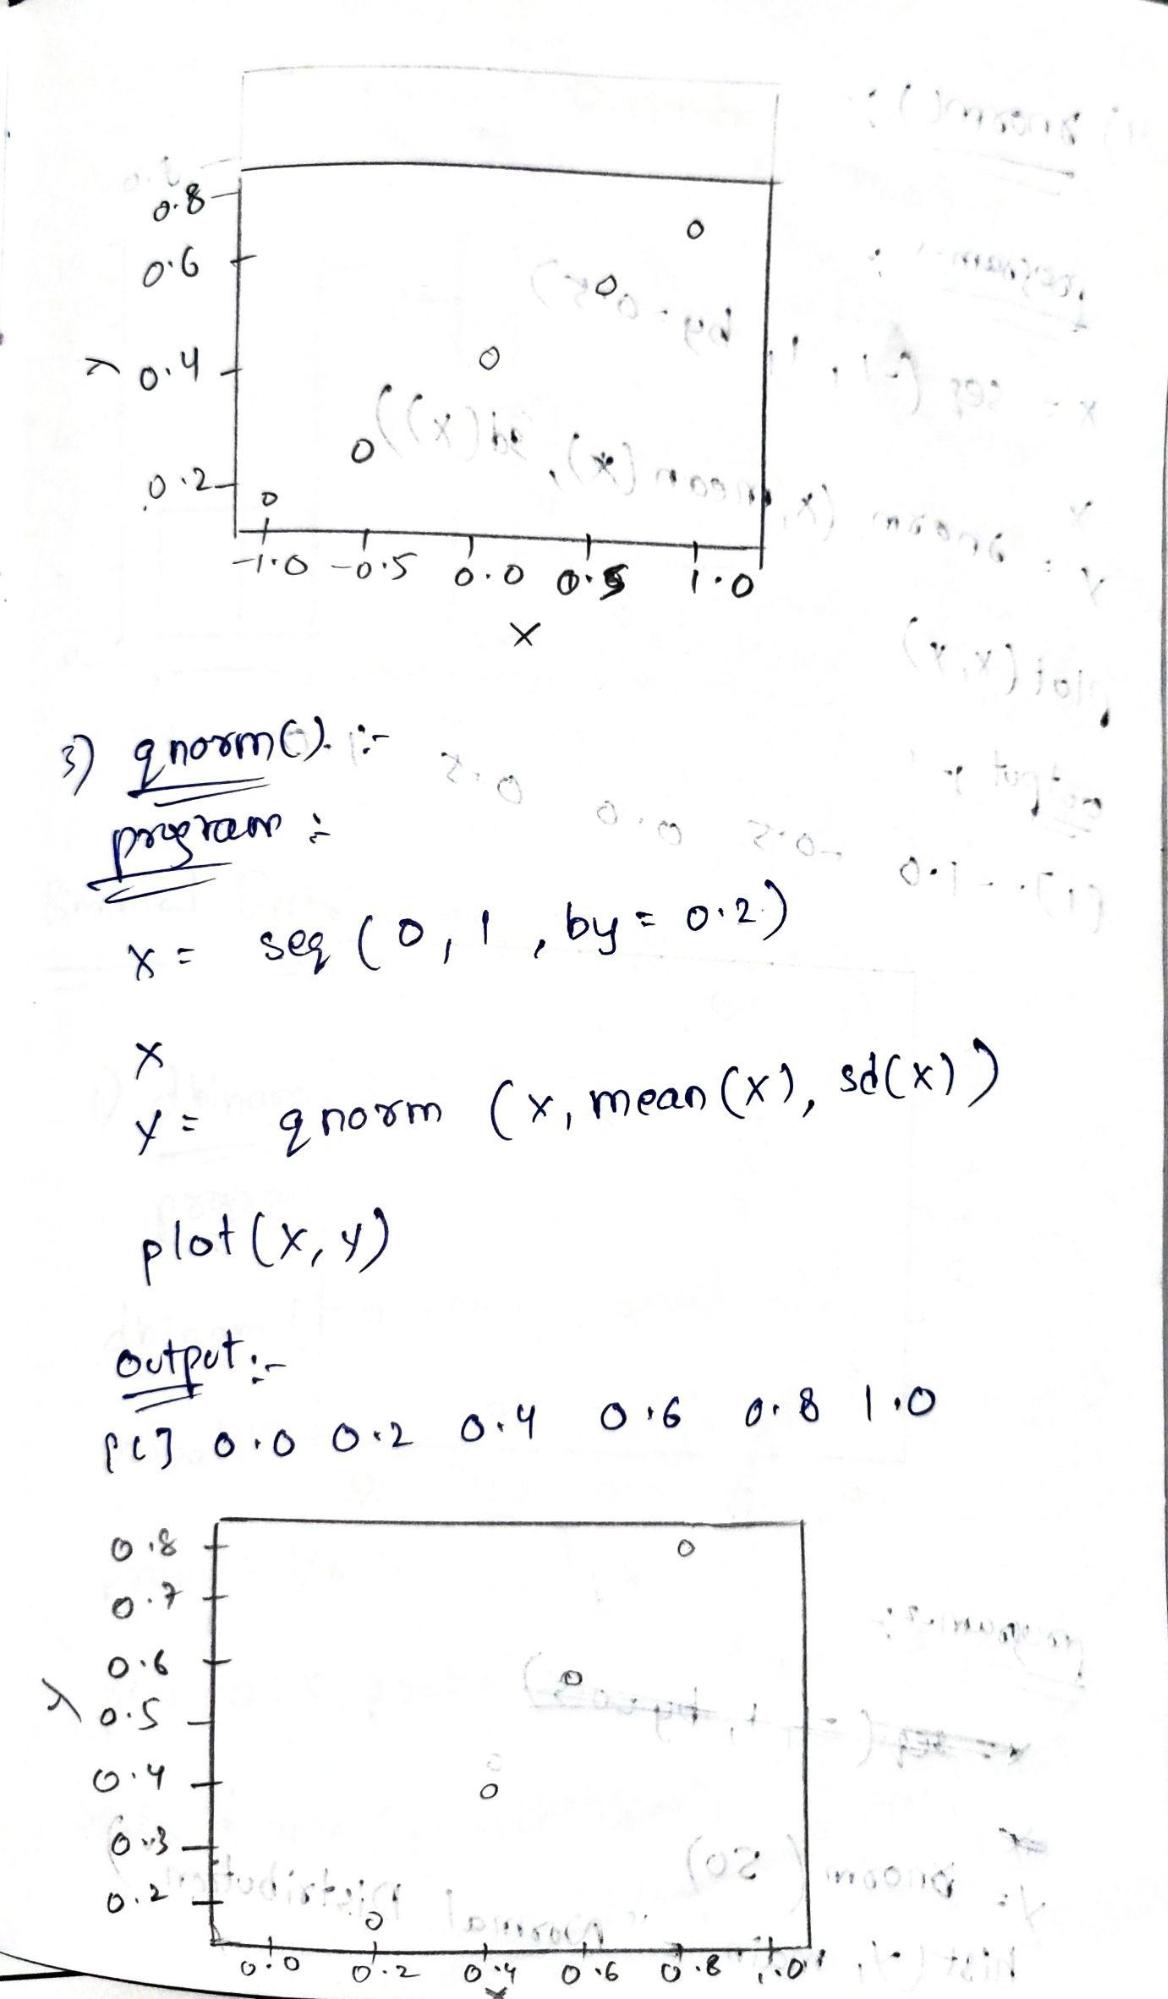 0.8
0.6
y 0.4
0.2
-1.0 -0.5 0.0 0.5 1.0
x
3) qnorm() :-
program :
x = seq (0, 1, by = 0.2)
x
y = qnorm (x, mean(x), sd(x))
plot(x, y)
output :-
[1] 0.0 0.2 0.4 0.6 0.8 1.0
0.8
0.7
0.6
y 0.5
0.4
0.3
0.2
0.0 0.2 0.4 0.6 0.8 1.0
x